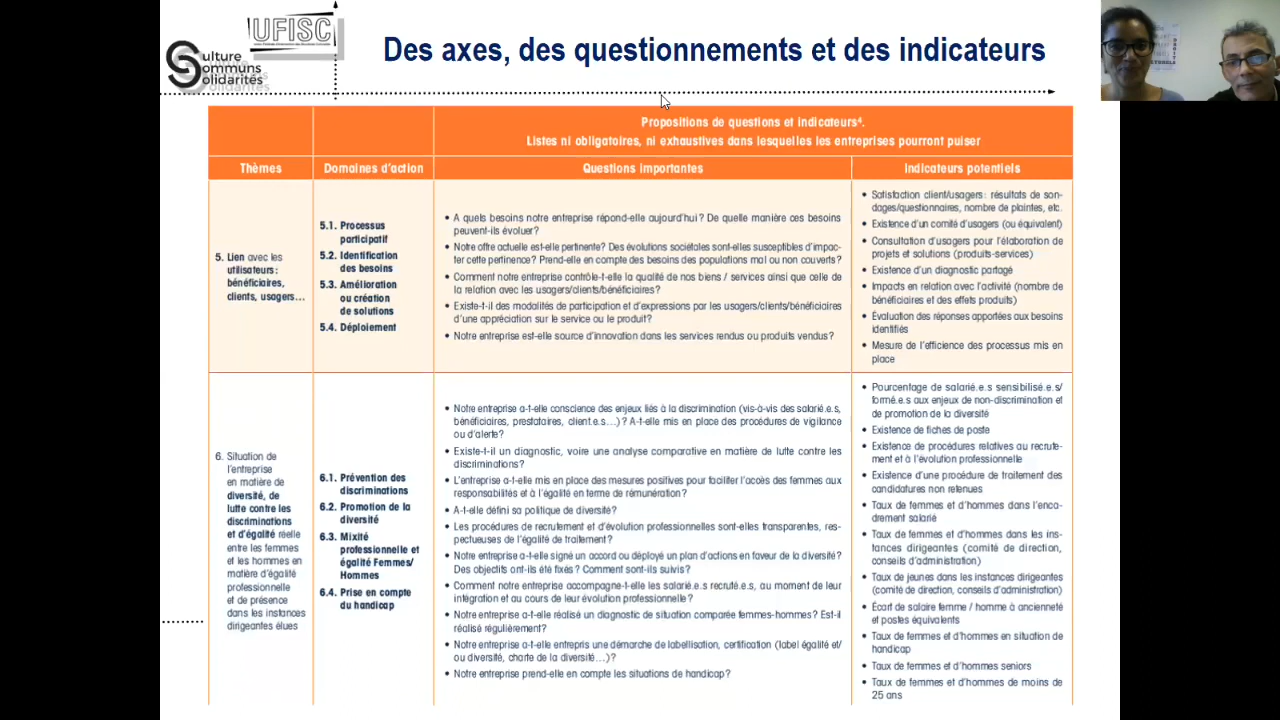 UFISC
Culture
Communs
Solidarités
Des axes, des questionnements et des indicateurs
Propositions de questions et indicateurs⁴.
Listes ni obligatoires, ni exhaustives dans lesquelles les entreprises pourront puiser
Thèmes
Domaines d'action
Questions importantes
Indicateurs potentiels
5. Lien avec les
utilisateurs :
bénéficiaires,
clients, usagers…
5.1. Processus
participatif
5.2. Identification
des besoins
5.3. Amélioration
ou création
de solutions
5.4. Déploiement
• A quels besoins notre entreprise répond-elle aujourd'hui ? De quelle manière ces besoins
peuvent-ils évoluer?
• Notre offre actuelle est-elle pertinente? Des évolutions sociétales sont-elles susceptibles d'impac-
ter cette pertinence? Prend-elle en compte des besoins des populations mal ou non couverts?
• Comment notre entreprise contrôle-t-elle la qualité de nos biens / services ainsi que celle de
la relation avec les usagers/clients/bénéficiaires?
• Existe-t-il des modalités de participation et d'expressions par les usagers/clients/bénéficiaires
d'une appréciation sur le service ou le produit?
• Notre entreprise est-elle source d'innovation dans les services rendus ou produits vendus?
• Satisfaction client/usagers : résultats de son-
dages/questionnaires, nombre de plaintes, etc.
• Existence d'un comité d'usagers (ou équivalent)
• Consultation d'usagers pour l'élaboration de
projets et solutions (produits-services)
• Existence d'un diagnostic partagé
• Impacts en relation avec l'activité (nombre de
bénéficiaires et des effets produits)
• Évaluation des réponses apportées aux besoins
identifiés
• Mesure de l'efficience des processus mis en
place
6. Situation de
l'entreprise
en matière de
diversité, de
lutte contre les
discriminations
et d'égalité réelle
entre les femmes
et les hommes en
matière d'égalité
professionnelle
et de présence
dans les instances
dirigeantes élues
6.1. Prévention des
discriminations
6.2. Promotion de la
diversité
6.3. Mixité
professionnelle et
égalité Femmes/
Hommes
6.4. Prise en compte
du handicap
• Notre entreprise a-t-elle conscience des enjeux liés à la discrimination (vis-à-vis des salarié.e.s,
bénéficiaires, prestataires, client.e.s…) ? A-t-elle mis en place des procédures de vigilance
ou d'alerte?
• Existe-t-il un diagnostic, voire une analyse comparative en matière de lutte contre les
discriminations?
• L'entreprise a-t-elle mis en place des mesures positives pour faciliter l'accès des femmes aux
responsabilités et à l'égalité en terme de rémunération?
• A-t-elle défini sa politique de diversité?
• Les procédures de recrutement et d'évolution professionnelles sont-elles transparentes, res-
pectueuses de l'égalité de traitement?
• Notre entreprise a-t-elle signé un accord ou déployé un plan d'actions en faveur de la diversité?
Des objectifs ont-ils été fixés? Comment sont-ils suivis?
• Comment notre entreprise accompagne-t-elle les salarié.e.s recruté.e.s, au moment de leur
intégration et au cours de leur évolution professionnelle?
• Notre entreprise a-t-elle réalisé un diagnostic de situation comparée femmes-hommes? Est-il
réalisé régulièrement?
• Notre entreprise a-t-elle entrepris une démarche de labellisation, certification (label égalité et/
ou diversité, charte de la diversité…)?
• Notre entreprise prend-elle en compte les situations de handicap?
• Pourcentage de salarié.e.s sensibilisé.e.s/
formé.e.s aux enjeux de non-discrimination et
de promotion de la diversité
• Existence de fiches de poste
• Existence de procédures relatives au recrute-
ment et à l'évolution professionnelle
• Existence d'une procédure de traitement des
candidatures non retenues
• Taux de femmes et d'hommes dans l'enca-
drement salarié
• Taux de femmes et d'hommes dans les ins-
tances dirigeantes (comité de direction,
conseils d'administration)
• Taux de jeunes dans les instances dirigeantes
(comité de direction, conseils d'administration)
• Écart de salaire femme / homme à ancienneté
et postes équivalents
• Taux de femmes et d'hommes en situation de
handicap
• Taux de femmes et d'hommes seniors
• Taux de femmes et d'hommes de moins de
25 ans